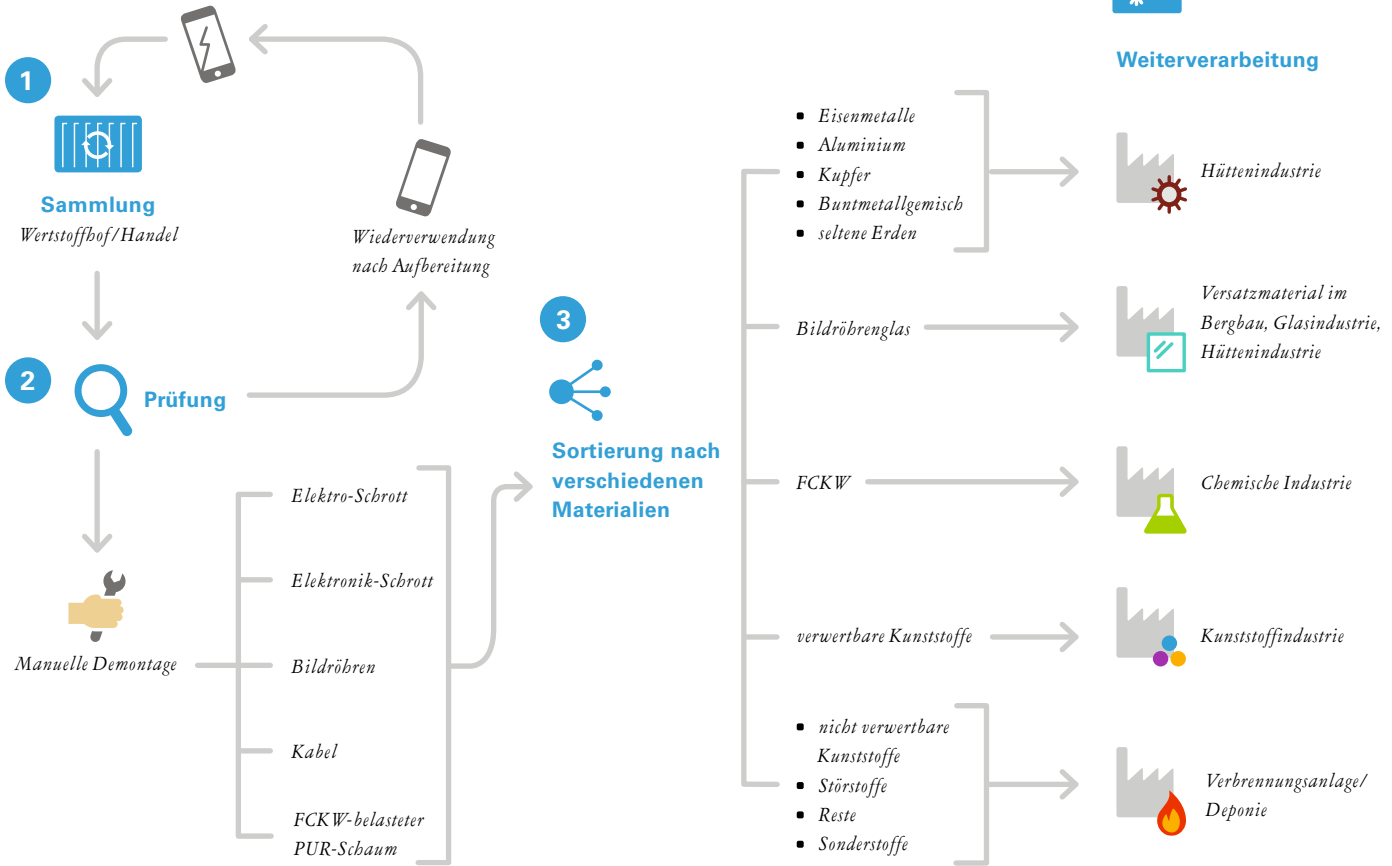 1
Sammlung
Wertstoffhof/Handel
Wiederverwendung
nach Aufbereitung
2
Prüfung
Manuelle Demontage
Elektro-Schrott
Elektronik-Schrott
Bildröhren
Kabel
FCKW-belasteter
PUR-Schaum
3
Sortierung nach
verschiedenen
Materialien
Eisenmetalle
Aluminium
Kupfer
Buntmetallgemisch
seltene Erden
Bildröhrenglas
FCKW
verwertbare Kunststoffe
nicht verwertbare
Kunststoffe
Störstoffe
Reste
Sonderstoffe
Weiterverarbeitung
Hüttenindustrie
Versatzmaterial im
Bergbau, Glasindustrie,
Hüttenindustrie
Chemische Industrie
Kunststoffindustrie
Verbrennungsanlage/
Deponie